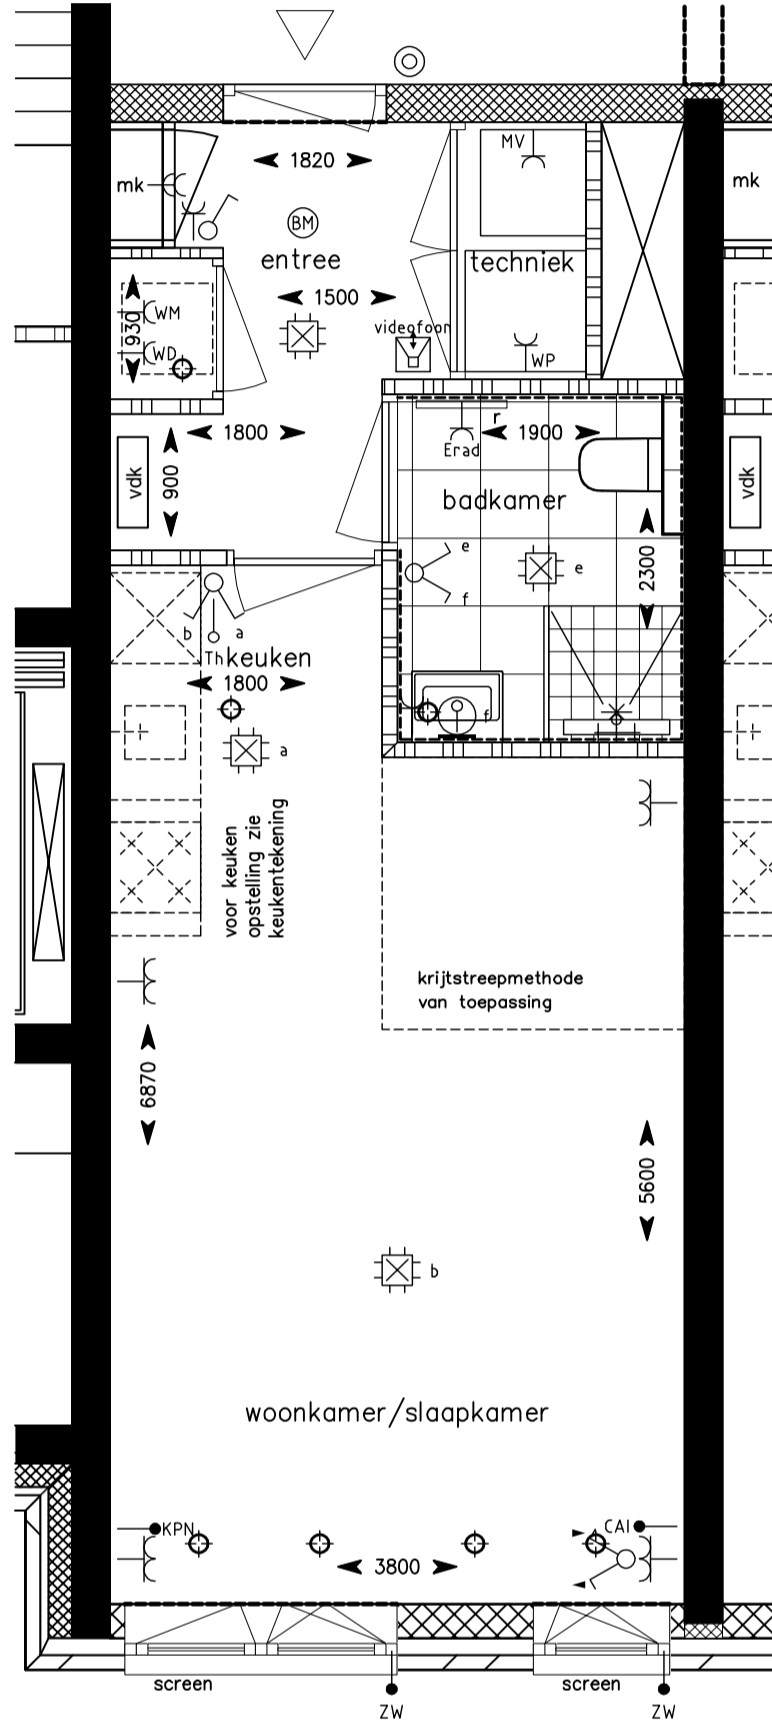 MV
1820
mk
mk
BM
entree
techniek
1500
930
WM
videofoon
WD
WP
1800
r
1900
Erad
vdk
900
badkamer
vdk
e
e
2300
f
b
a
Th
keuken
1800
f
a
voor keuken
opstelling zie
keukentekening
krijtstreepmethode
van toepassing
6870
5600
b
woonkamer/slaapkamer
KPN
CAI
3800
screen
screen
ZW
ZW